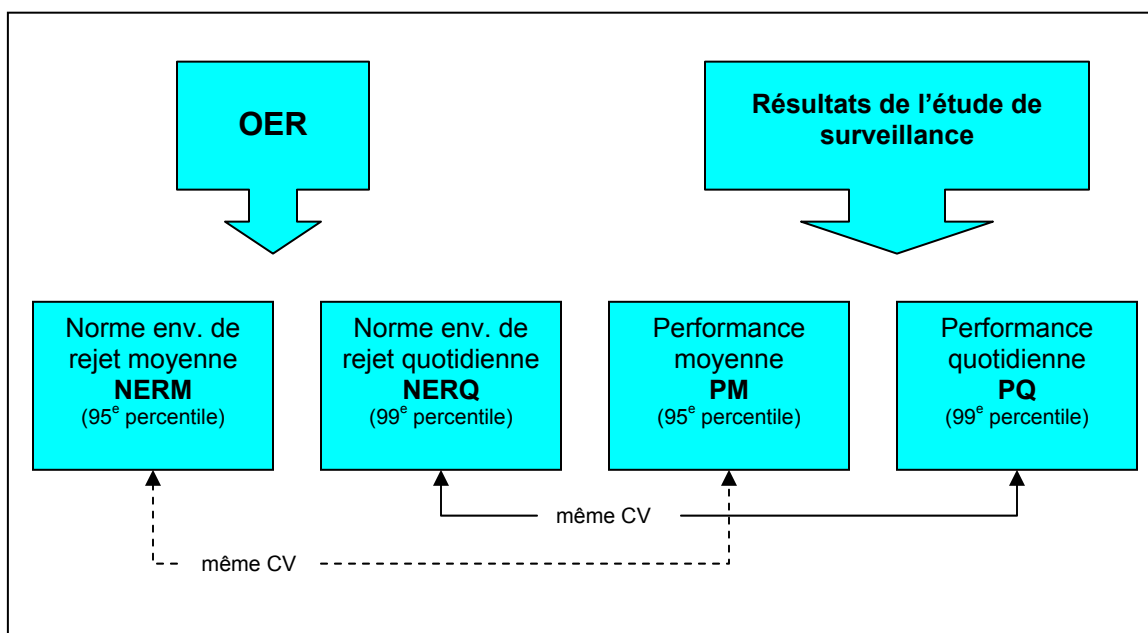 OER
Résultats de l’étude de
surveillance
Norme env. de
rejet moyenne
NERM
(95e percentile)
Norme env. de
rejet quotidienne
NERQ
(99e percentile)
Performance
moyenne
PM
(95e percentile)
Performance
quotidienne
PQ
(99e percentile)
même CV
même CV